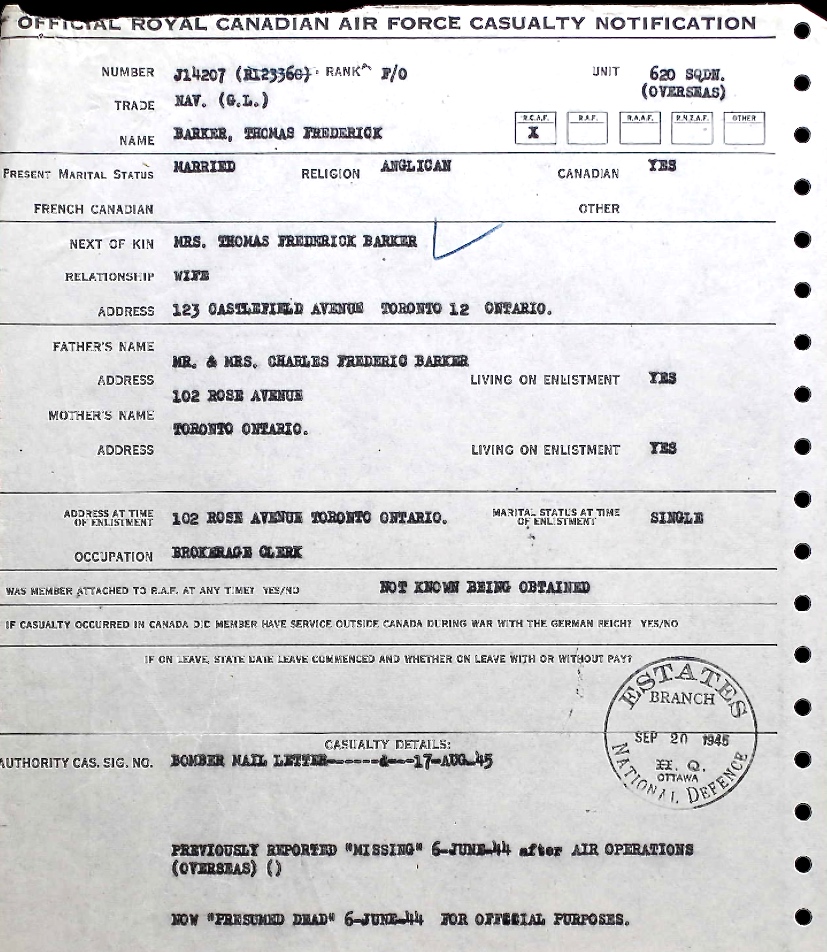 OFFICIAL ROYAL CANADIAN AIR FORCE CASUALTY NOTIFICATION
NUMBER J14207 (R123360) RANK F/O UNIT 620 SQDN.
(OVERSEAS)
TRADE NAV. (G.L.)
R.C.A.F. R.A.F. R.A.A.F. R.N.Z.A.F. OTHER
NAME BARKER, THOMAS FREDERICK X
PRESENT MARITAL STATUS MARRIED RELIGION ANGLICAN CANADIAN YES
FRENCH CANADIAN OTHER
NEXT OF KIN MRS. THOMAS FREDERICK BARKER
RELATIONSHIP WIFE
ADDRESS 123 CASTLEFIELD AVENUE TORONTO 12 ONTARIO.
FATHER'S NAME
MR. & MRS. CHARLES FREDERIC BARKER
ADDRESS LIVING ON ENLISTMENT YES
102 ROSE AVENUE
MOTHER'S NAME
TORONTO ONTARIO.
ADDRESS LIVING ON ENLISTMENT YES
ADDRESS AT TIME OF ENLISTMENT 102 ROSE AVENUE TORONTO ONTARIO. MARITAL STATUS AT TIME OF ENLISTMENT SINGLE
OCCUPATION BROKERAGE CLERK
WAS MEMBER ATTACHED TO R.A.F. AT ANY TIME? YES/NO NOT KNOWN BEING OBTAINED
IF CASUALTY OCCURRED IN CANADA DID MEMBER HAVE SERVICE OUTSIDE CANADA DURING WAR WITH THE GERMAN REICH? YES/NO
IF ON LEAVE, STATE DATE LEAVE COMMENCED AND WHETHER ON LEAVE WITH OR WITHOUT PAY?
ESTATES
BRANCH
SEP 20 1945
H. Q.
OTTAWA
NATIONAL DEFENCE
CASUALTY DETAILS:
AUTHORITY CAS. SIG. NO. BOMBER MAIL LETTER------&---17-AUG-45
PREVIOUSLY REPORTED "MISSING" 6-JUNE-44 after AIR OPERATIONS
(OVERSEAS) ()
NOW "PRESUMED DEAD" 6-JUNE-44 FOR OFFICIAL PURPOSES.